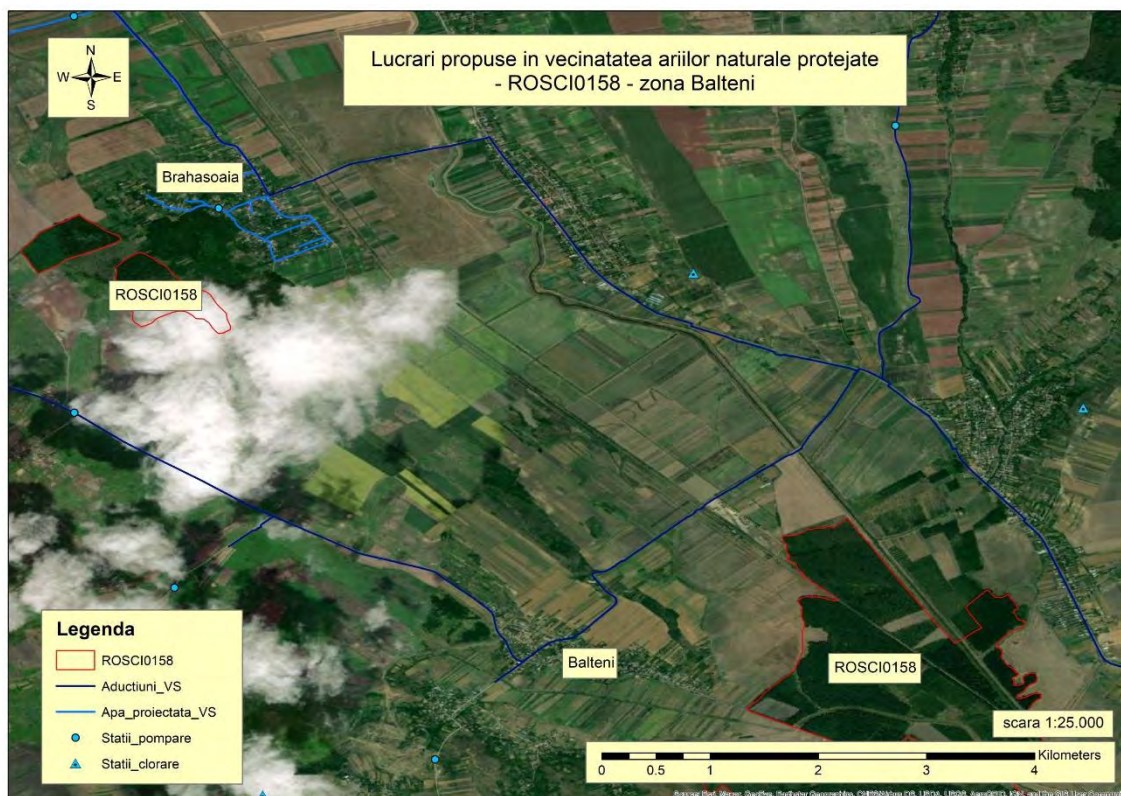 Lucrari propuse in vecinatatea ariilor naturale protejate
- ROSCI0158 - zona Balteni
N
W E
S
Brahasoaia
ROSCI0158
Balteni
ROSCI0158
Legenda
ROSCI0158
Aductiuni_VS
Apa_proiectata_VS
Statii_pompare
Statii_clorare
scara 1:25.000
Kilometers
0 0.5 1 2 3 4